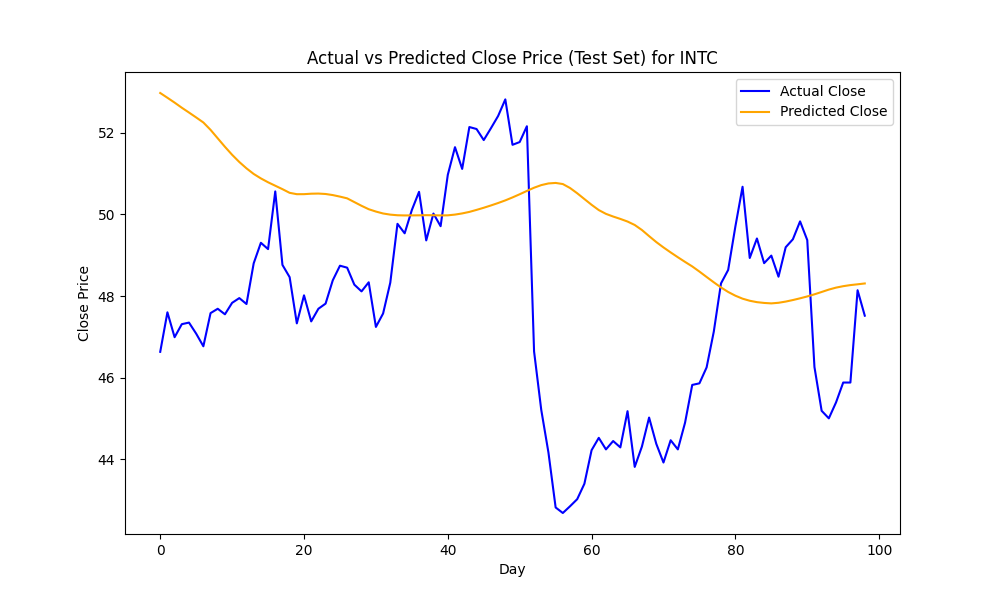 Actual vs Predicted Close Price (Test Set) for INTC
Actual Close
Predicted Close
52
50
48
46
44
Close Price
0 20 40 60 80 100
Day